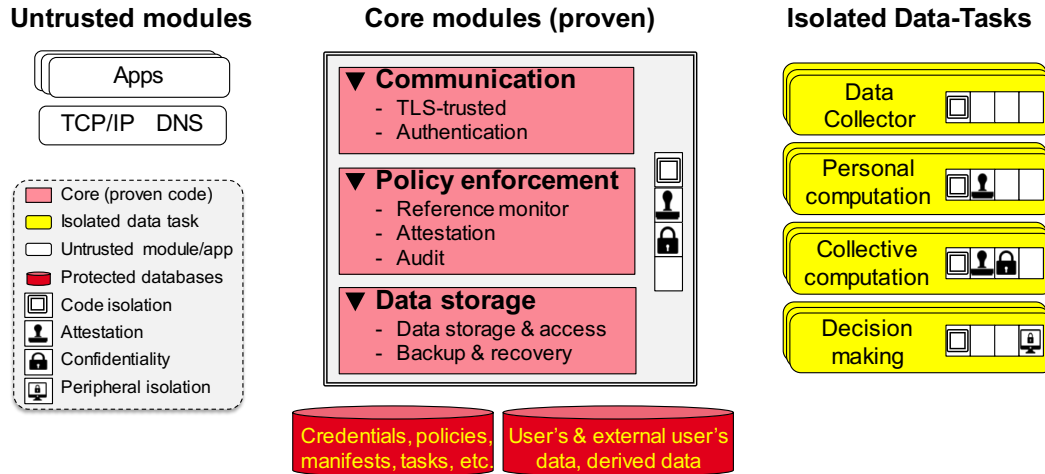 Untrusted modules
Core modules (proven)
Isolated Data-Tasks
Apps
TCP/IP DNS
Core (proven code)
Isolated data task
Untrusted module/app
Protected databases
Code isolation
Attestation
Confidentiality
Peripheral isolation
▼ Communication
- TLS-trusted
- Authentication
▼ Policy enforcement
- Reference monitor
- Attestation
- Audit
▼ Data storage
- Data storage & access
- Backup & recovery
Credentials, policies,
manifests, tasks, etc.
User's & external user's
data, derived data
Data
Collector
Personal
computation
Collective
computation
Decision
making